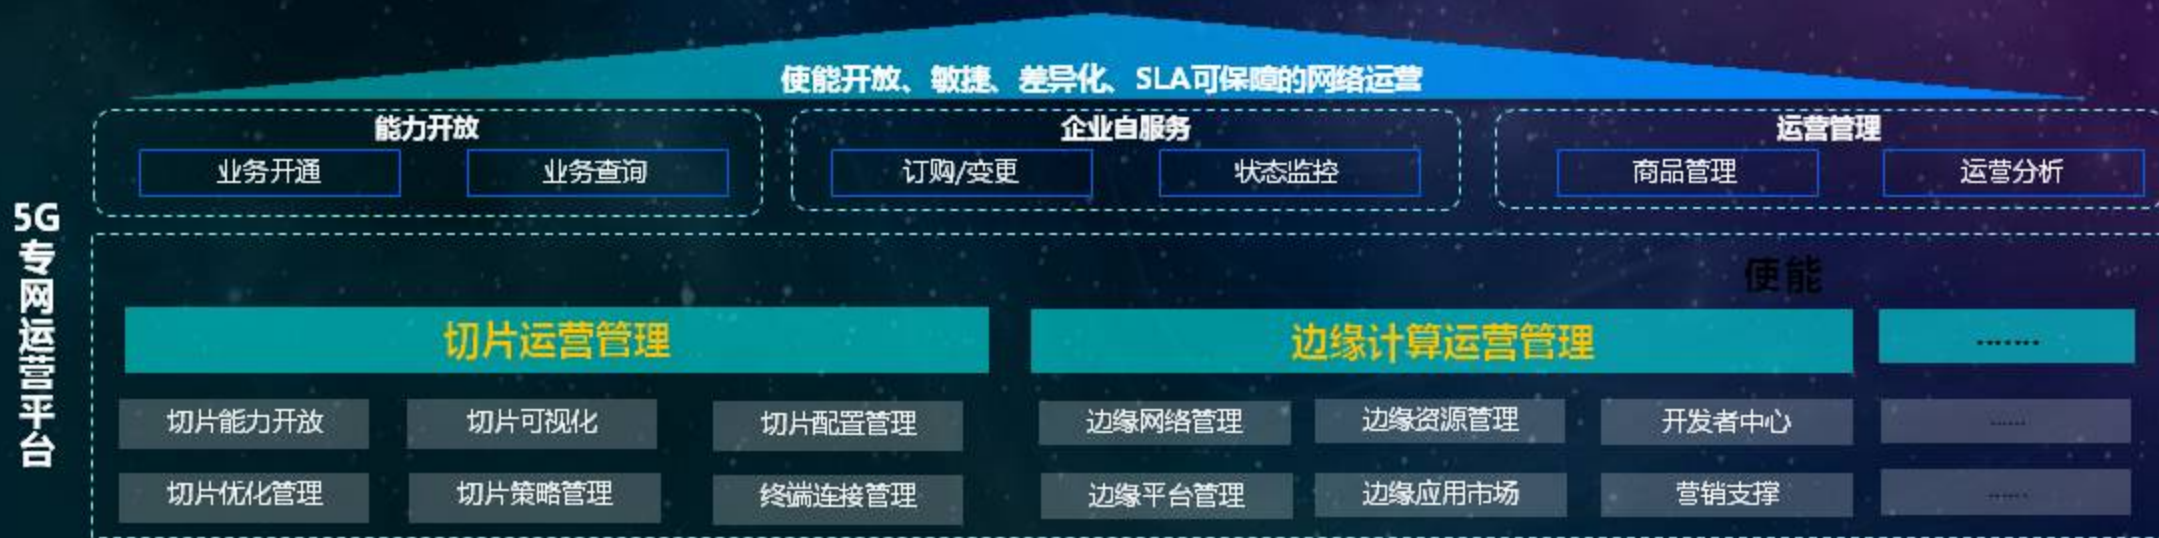 使能开放、敏捷、差异化、SLA可保障的网络运营
能力开放
业务开通
业务查询
企业自服务
订购/变更
状态监控
运营管理
商品管理
运营分析
5G专网运营平台
使能
切片运营管理
边缘计算运营管理
.......
切片能力开放
切片可视化
切片配置管理
边缘网络管理
边缘资源管理
开发者中心
......
切片优化管理
切片策略管理
终端连接管理
边缘平台管理
边缘应用市场
营销支撑
......